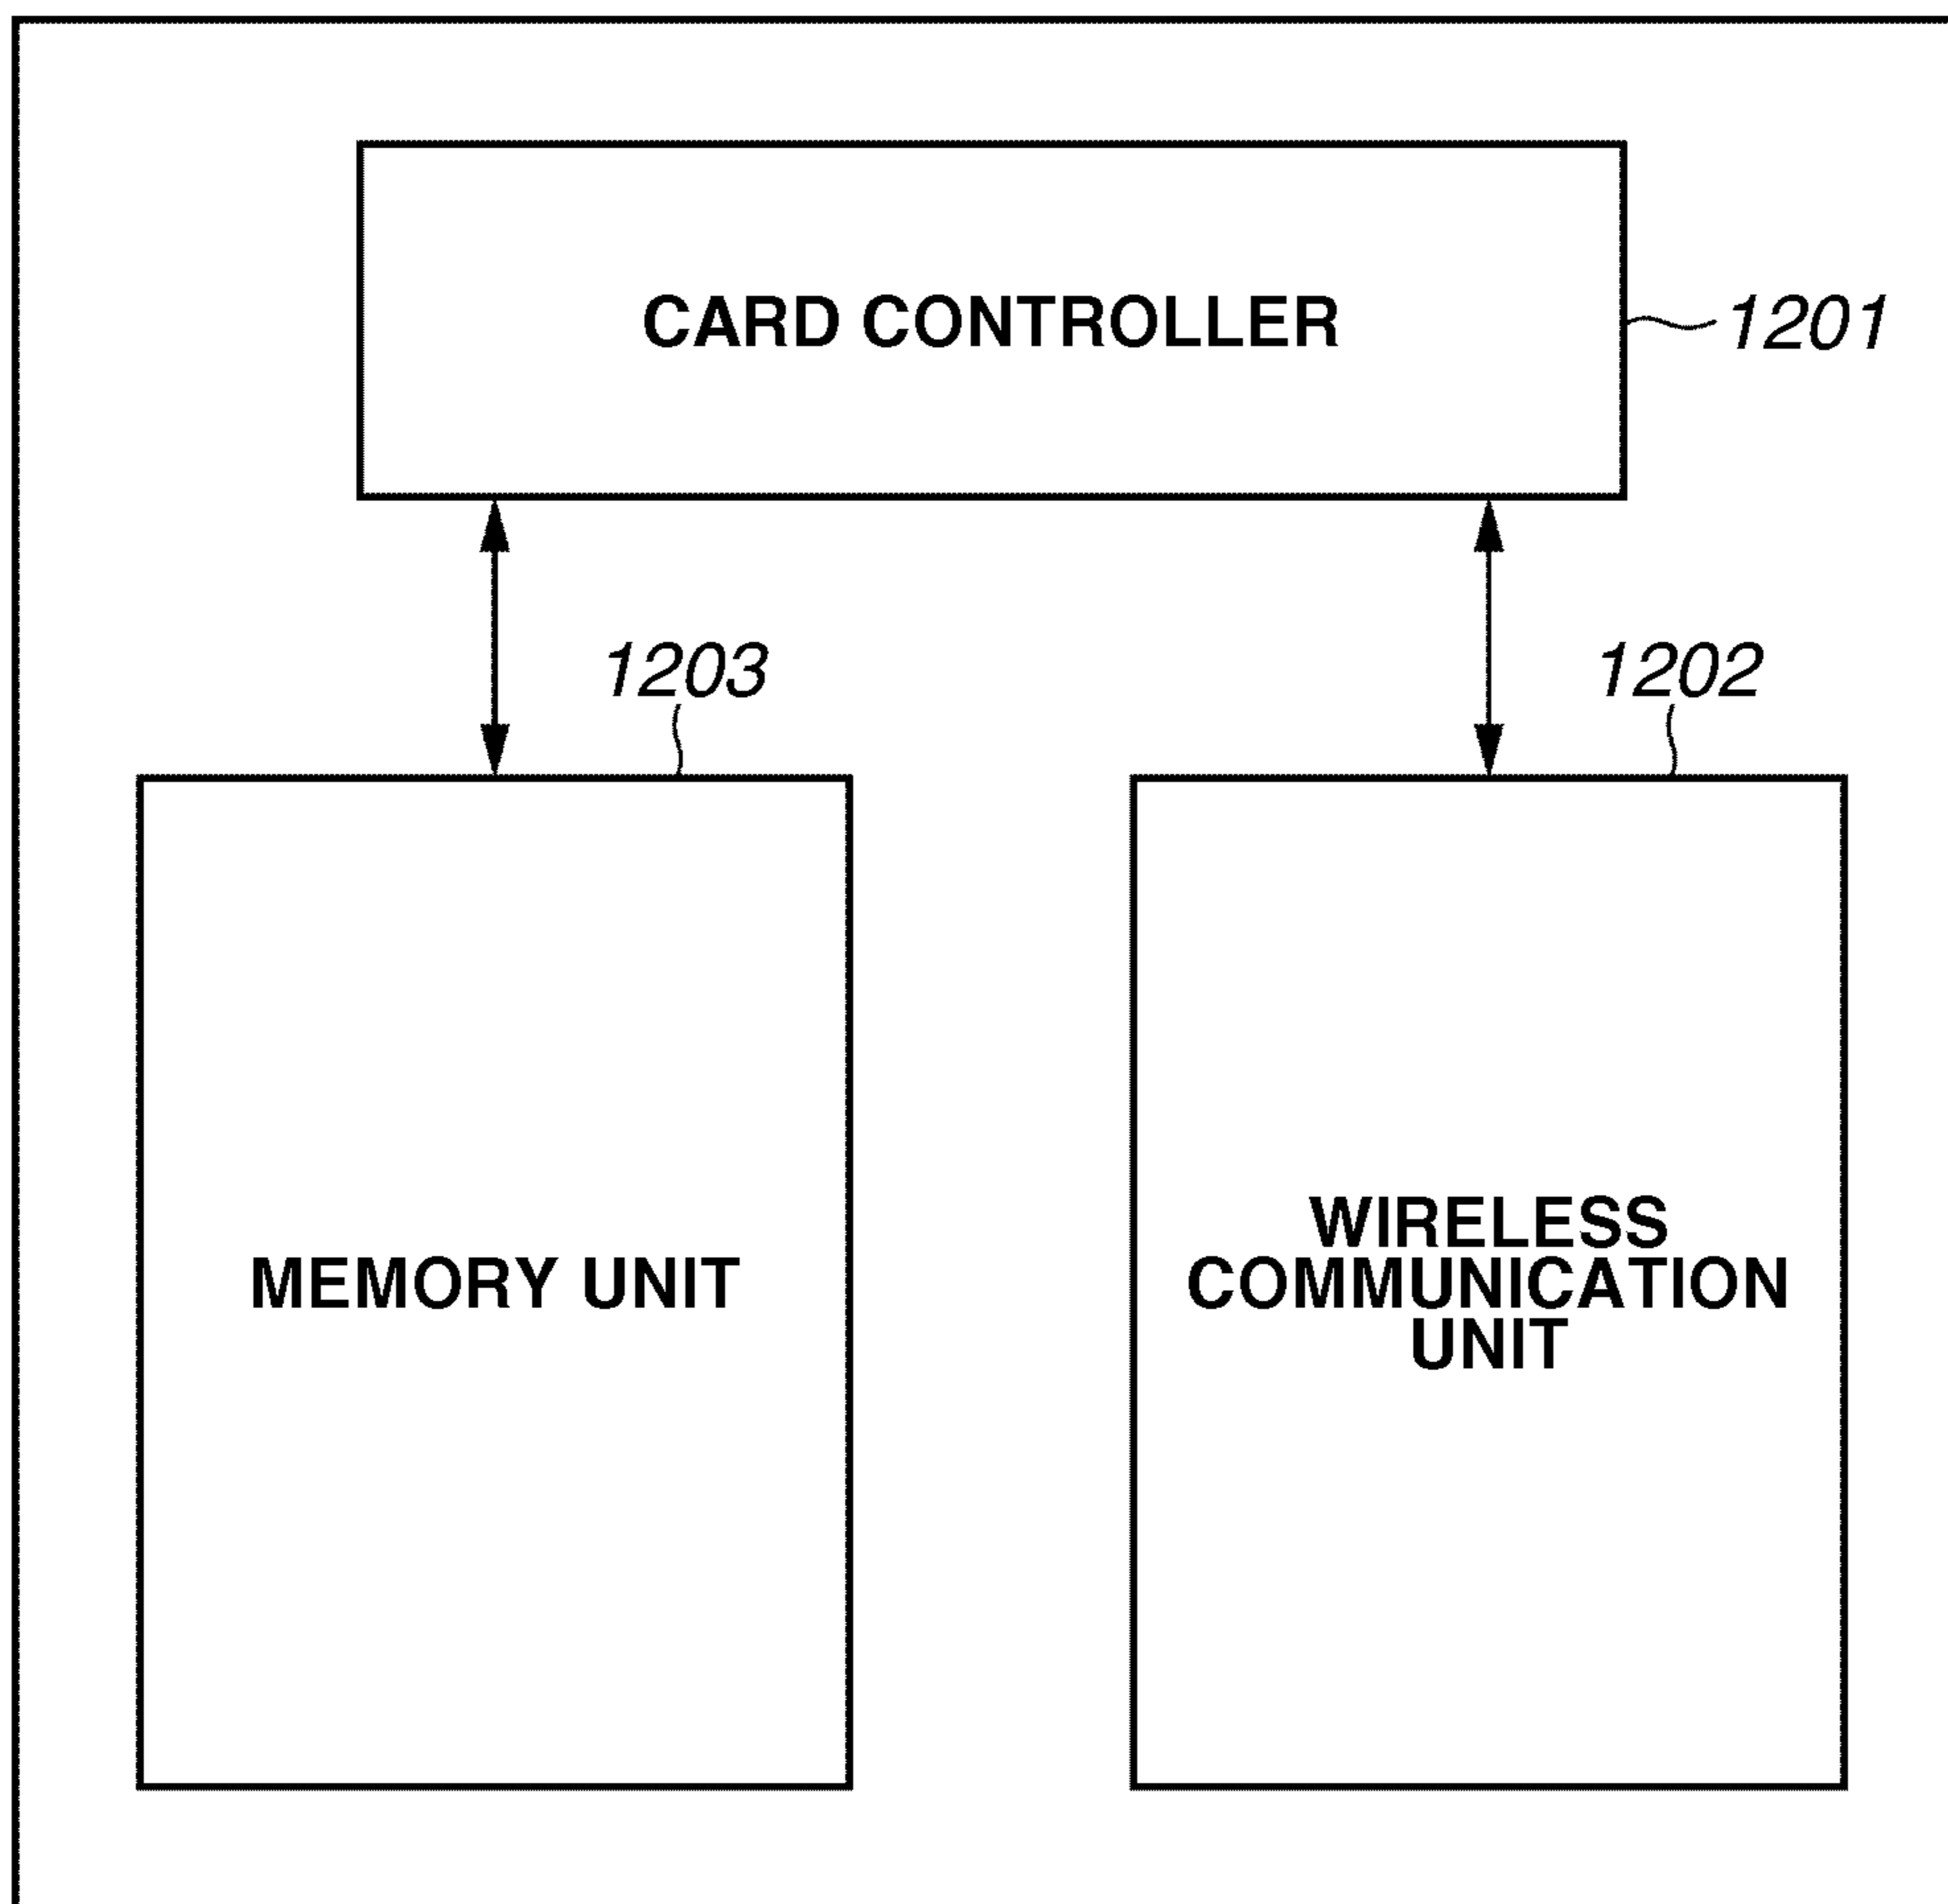 CARD CONTROLLER
1201
1203
1202
MEMORY UNIT
WIRELESS
COMMUNICATION
UNIT